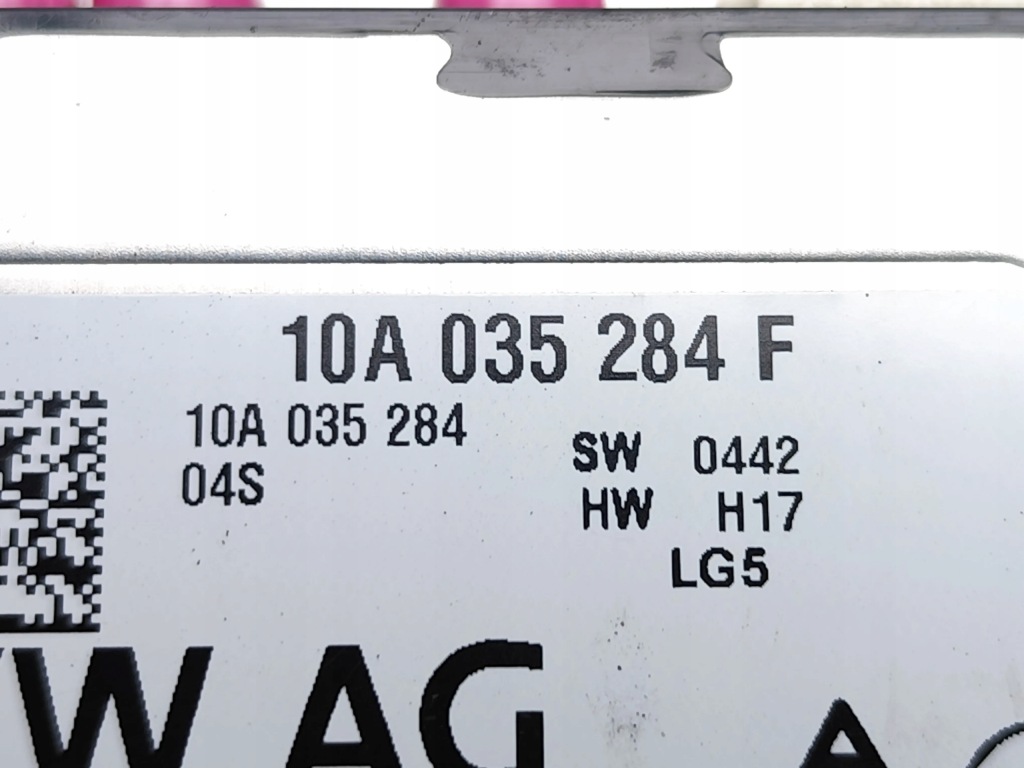 10A 035 284 F
10A 035 284
04S
SW 0442
HW H17
LG5
VW AG